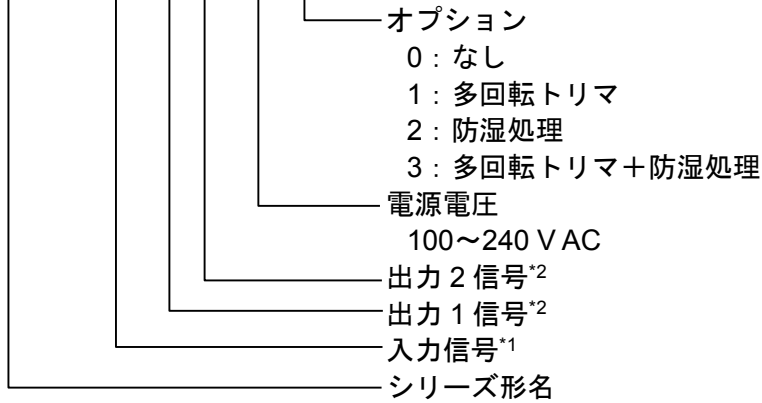 オプション
0：なし
1：多回転トリマ
2：防湿処理
3：多回転トリマ＋防湿処理
電源電圧
100～240 V AC
出力 2 信号*2
出力 1 信号*2
入力信号*1
シリーズ形名